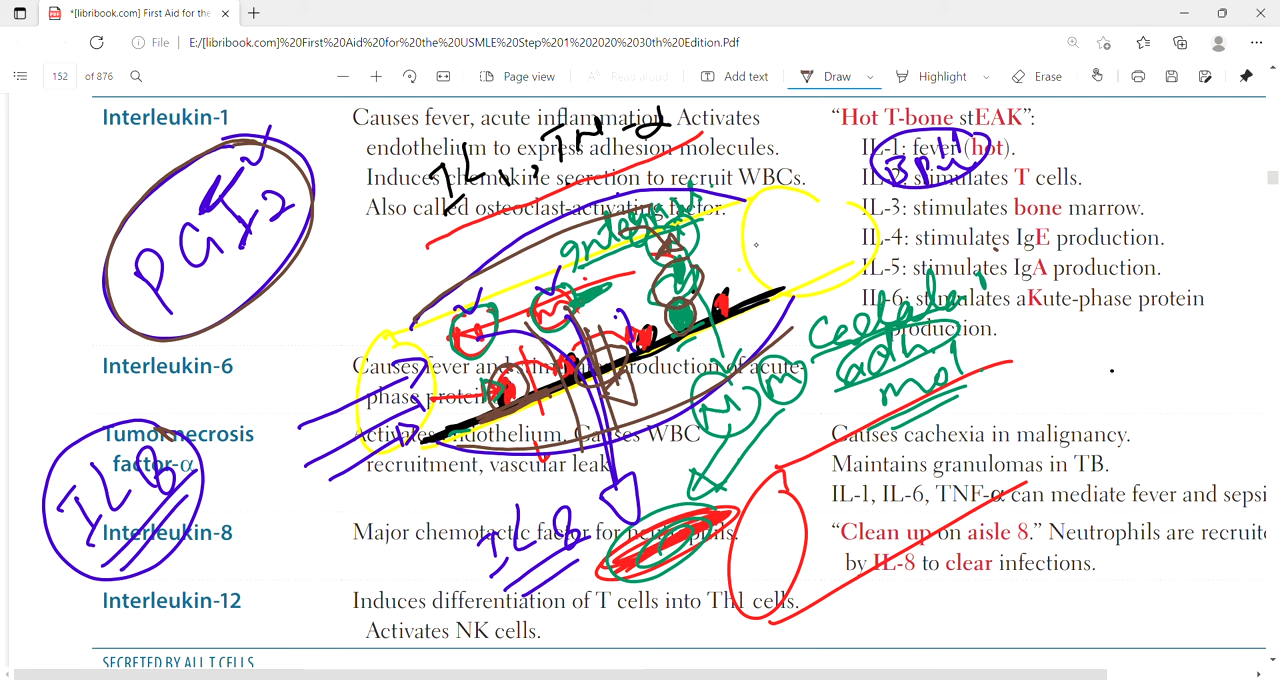 *[libribook.com] First Aid for the
File
E:/[libribook.com]%20First%20Aid%20for%20the%20USMLE%20Step%201%202020%2030th%20Edition.Pdf
152 of 876
Page view
Read aloud
Add text
Draw
Highlight
Erase
Interleukin-1
Causes fever, acute inflammation. Activates
endothelium to express adhesion molecules.
Induces chemokine secretion to recruit WBCs.
Also called osteoclast-activating factor.
"Hot T-bone stEAK":
IL-1: fever (hot).
IL-2: stimulates T cells.
IL-3: stimulates bone marrow.
IL-4: stimulates IgE production.
IL-5: stimulates IgA production.
IL-6: stimulates aKute-phase protein
production.
Interleukin-6
Causes fever and production of acute-
phase protein
Tumor necrosis
factor-α
Activates endothelium. Causes WBC
recruitment, vascular leak
Causes cachexia in malignancy.
Maintains granulomas in TB.
IL-1, IL-6, TNF-α can mediate fever and sepsi
Interleukin-8
Major chemotactic factor for neutrophils.
"Clean up on aisle 8." Neutrophils are recruite
by IL-8 to clear infections.
Interleukin-12
Induces differentiation of T cells into Th1 cells.
Activates NK cells.
SECRETED BY ALL T CELLS
IL 1, TNF-α
integrins
IL 8
IL 8
M
M
M